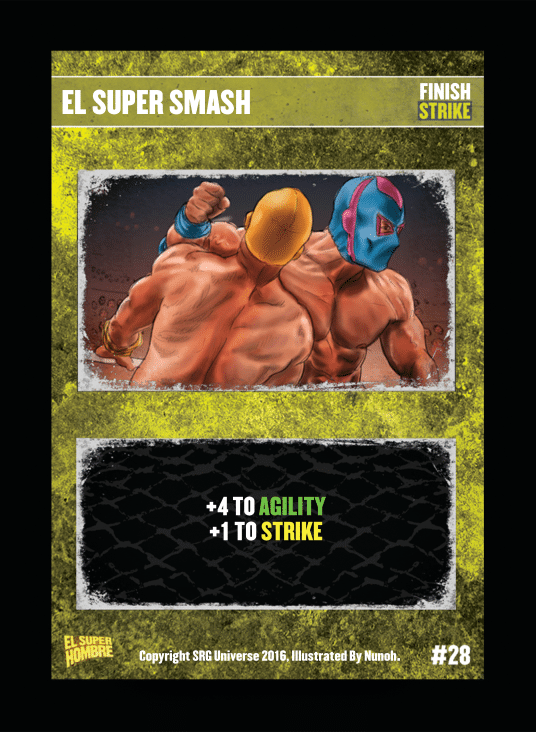 EL SUPER SMASH
FINISH
STRIKE
+4 TO AGILITY
+1 TO STRIKE
EL SUPER
HOMBRE
Copyright SRG Universe 2016. Illustrated By Nunoh.
#28